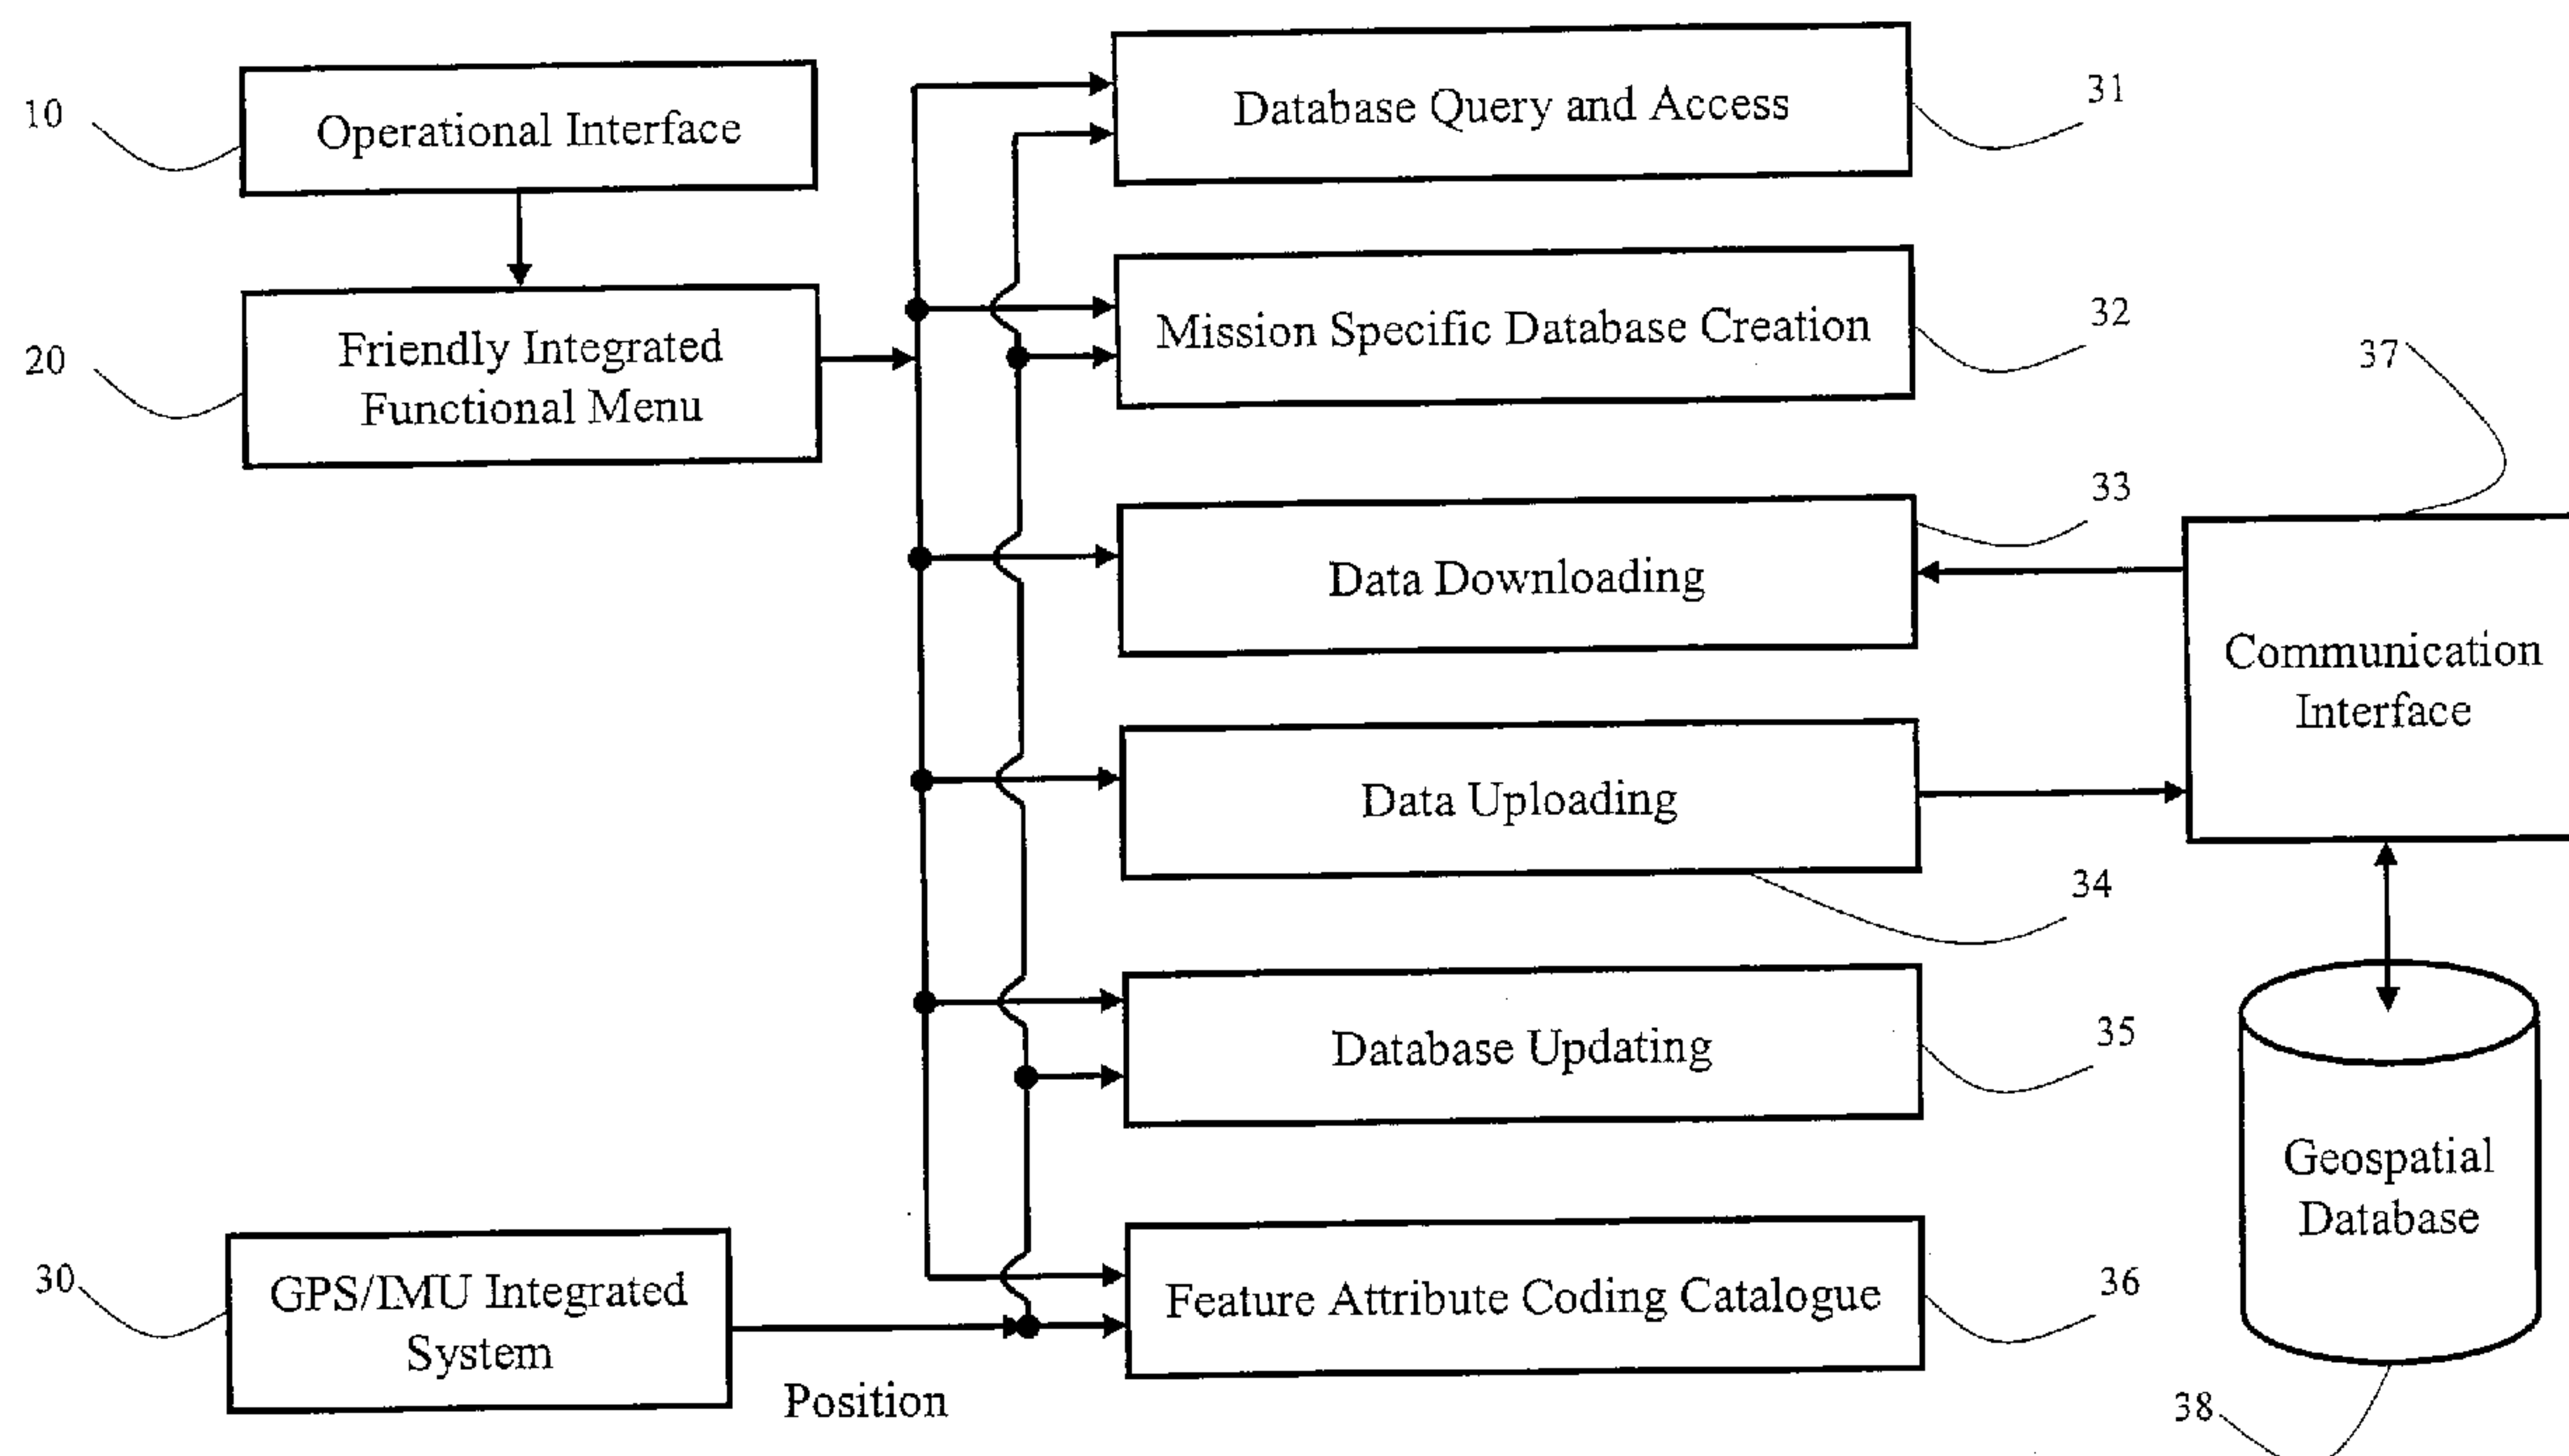 10
Operational Interface
20
Friendly Integrated
Functional Menu
30
GPS/IMU Integrated
System
Position
Database Query and Access
31
Mission Specific Database Creation
32
Data Downloading
33
Data Uploading
34
Database Updating
35
Feature Attribute Coding Catalogue
36
37
Communication
Interface
Geospatial
Database
38